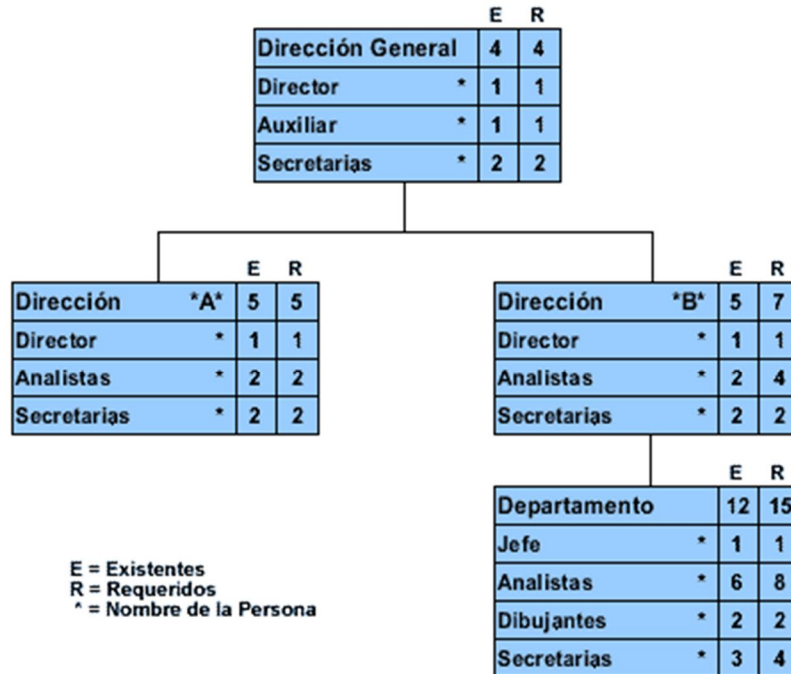 E R
Dirección General 4 4
Director * 1 1
Auxiliar * 1 1
Secretarias * 2 2
E R
Dirección *A* 5 5
Director * 1 1
Analistas * 2 2
Secretarias * 2 2
E R
Dirección *B* 5 7
Director * 1 1
Analistas * 2 4
Secretarias * 2 2
E R
Departamento 12 15
Jefe * 1 1
Analistas * 6 8
Dibujantes * 2 2
Secretarias * 3 4
E = Existentes
R = Requeridos
* = Nombre de la Persona